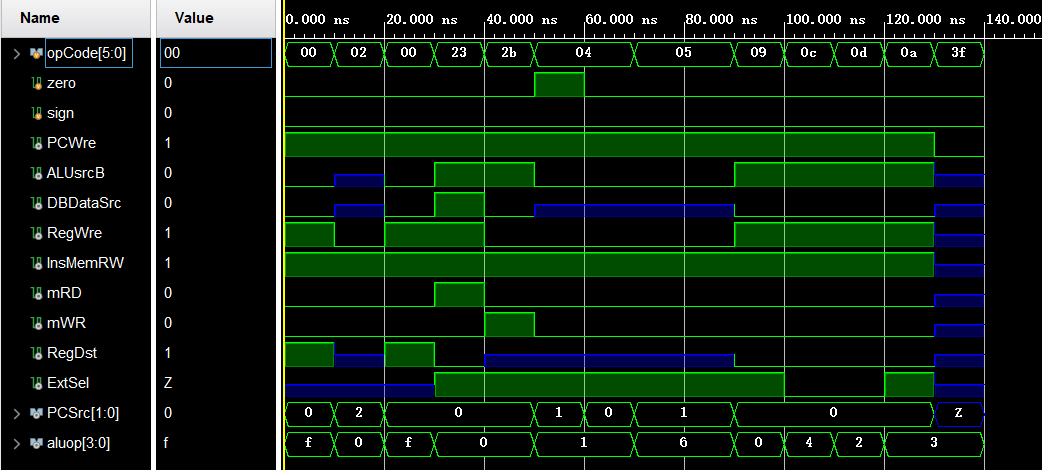 Name Value 0.000 ns 20.000 ns 40.000 ns 60.000 ns 80.000 ns 100.000 ns 120.000 ns 140.000
opCode[5:0] 00 00 02 00 23 2b 04 05 09 0c 0d 0a 3f
zero 0
sign 0
PCWre 1
ALUsrcB 0
DBDataSrc 0
RegWre 1
InsMemRW 1
mRD 0
mWR 0
RegDst 1
ExtSel Z
PCSrc[1:0] 0 0 2 0 1 0 1 0 Z
aluop[3:0] f f 0 f 0 1 6 0 4 2 3